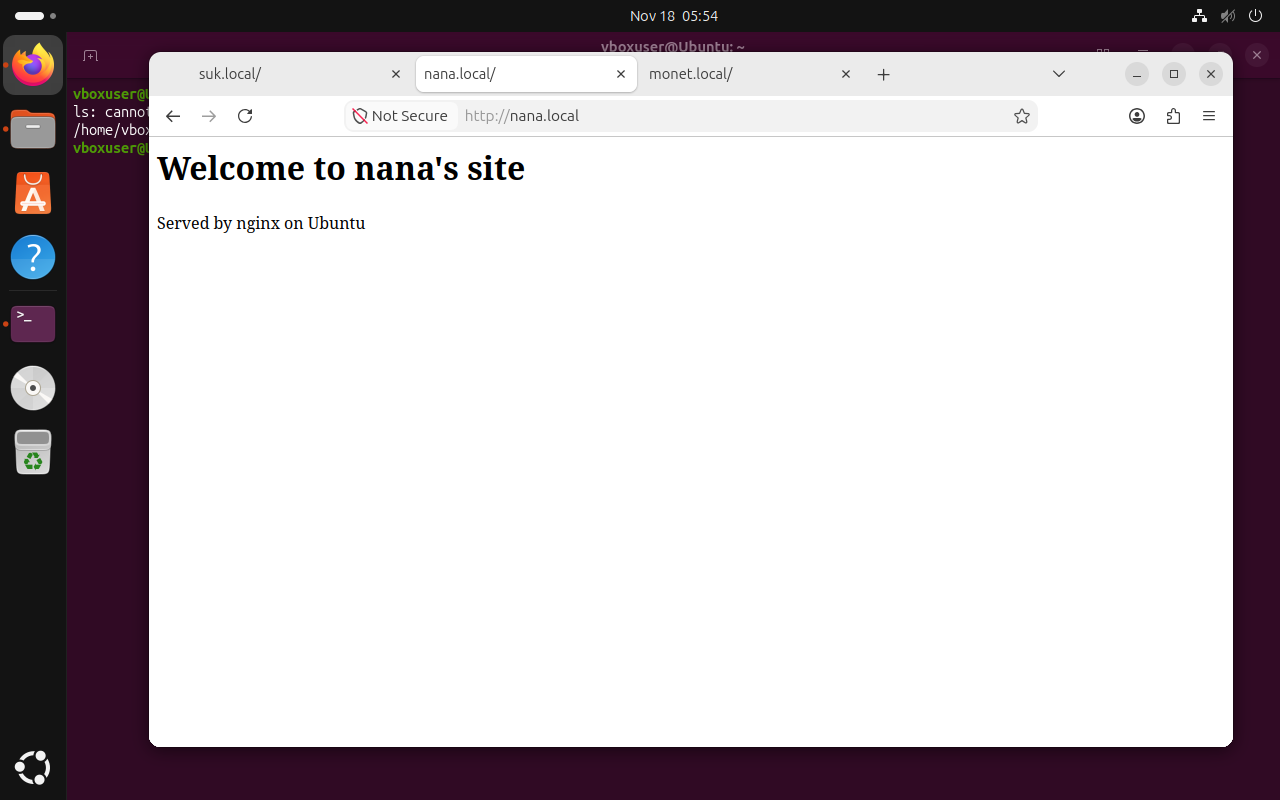 Nov 18 05:54
vboxuser@Ubuntu: ~
suk.local/
nana.local/
monet.local/
Not Secure
http://nana.local
Welcome to nana's site
Served by nginx on Ubuntu
vboxuser@
ls: cannot
/home/vbox
vboxuser@
>_